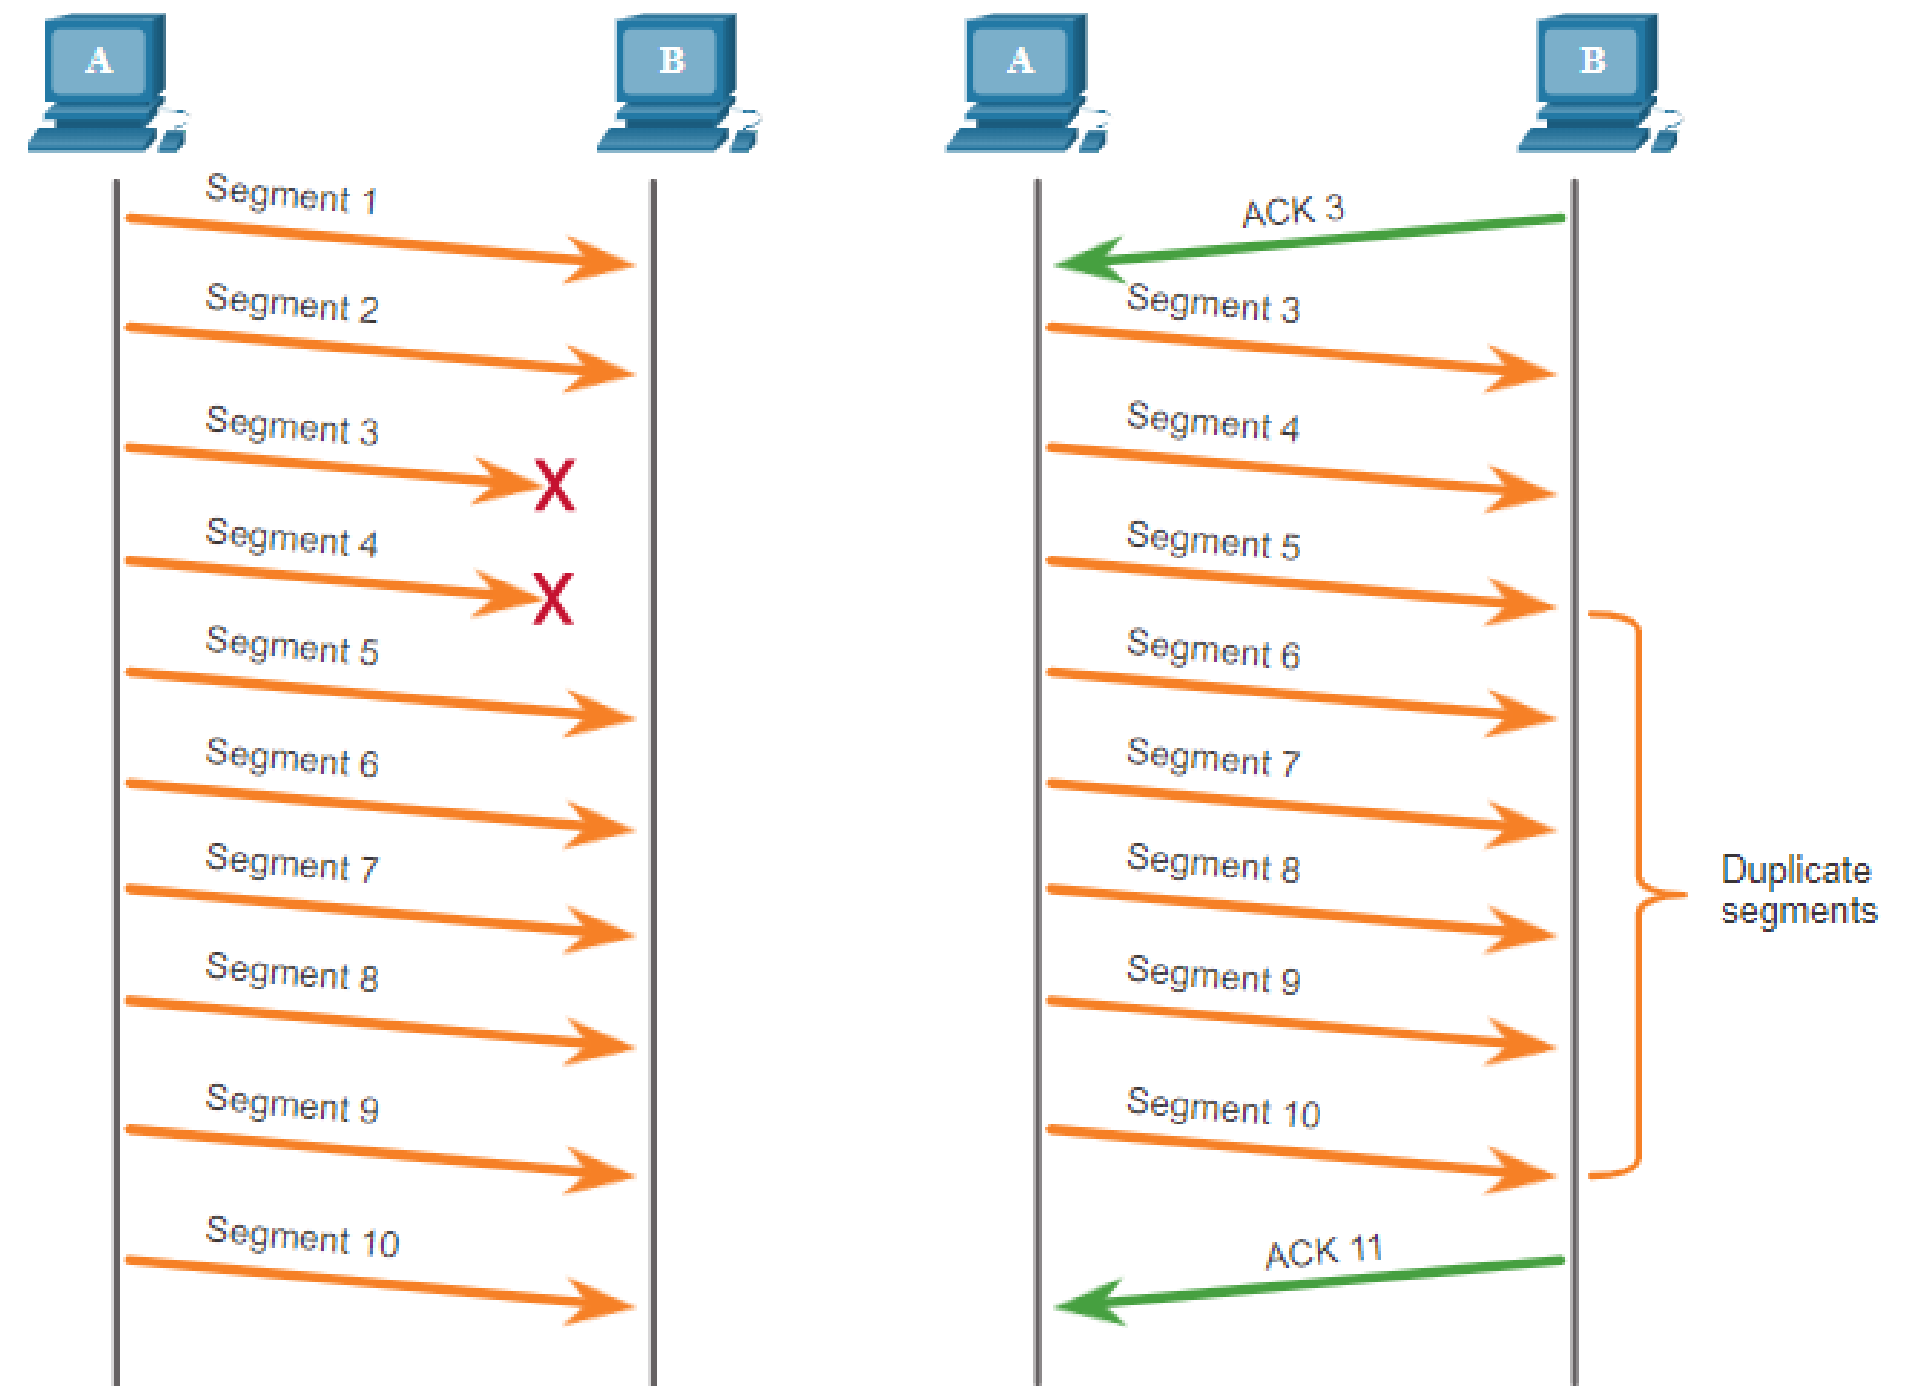 A
B
Segment 1
Segment 2
Segment 3
X
Segment 4
X
Segment 5
Segment 6
Segment 7
Segment 8
Segment 9
Segment 10
A
B
ACK 3
Segment 3
Segment 4
Segment 5
Segment 6
Segment 7
Segment 8
Segment 9
Segment 10
ACK 11
Duplicate
segments